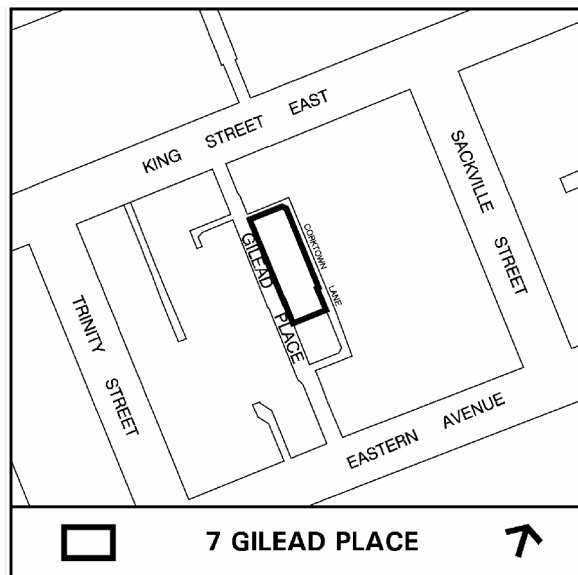 KING STREET EAST
SACKVILLE STREET
CORKTOWN LANE
GILEAD PLACE
TRINITY STREET
EASTERN AVENUE
7 GILEAD PLACE